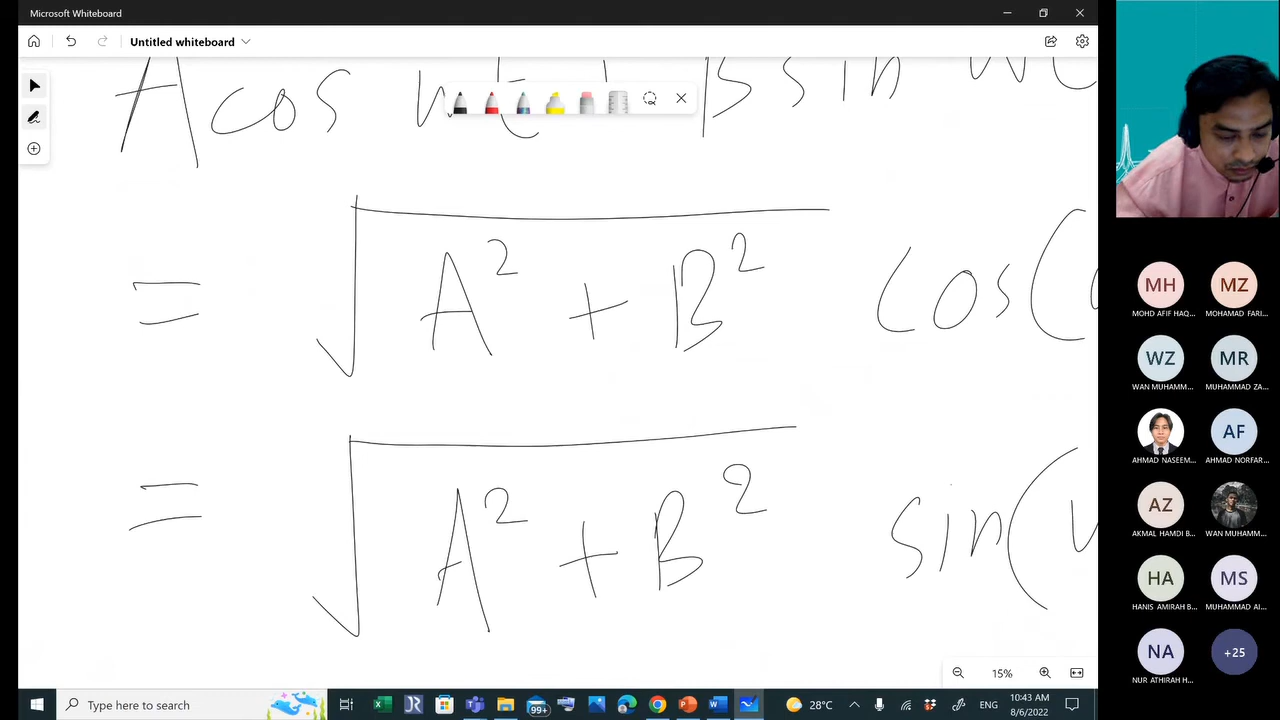 Microsoft Whiteboard
Untitled whiteboard
A cos wt + B sin wt
= √A² + B² cos(
= √A² + B² sin(
15%
MH
MOHD AFIF HAQ...
MZ
MOHAMAD FARI...
WZ
WAN MUHAMM...
MR
MUHAMMAD ZA...
AHMAD NASEEM...
AF
AHMAD NORFAR...
AZ
AKMAL HAMDI B...
WAN MUHAMM...
HA
HANIS AMIRAH B...
MS
MUHAMMAD AI...
NA
NUR ATHIRAH H...
+25
Type here to search
99+
28°C
ENG
10:43 AM
8/6/2022